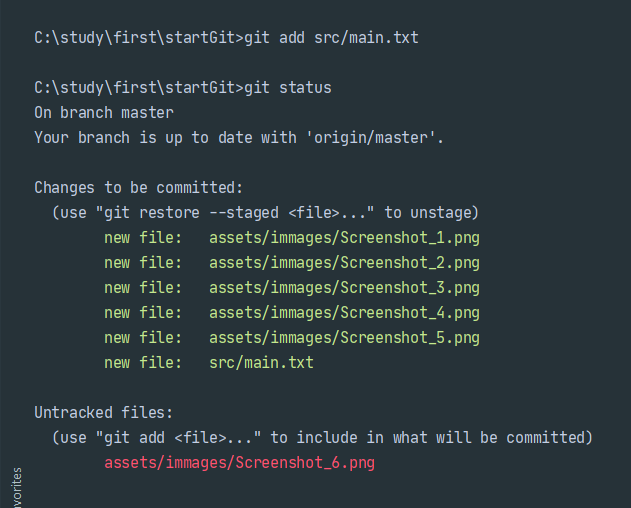 C:\study\first\startGit>git add src/main.txt
C:\study\first\startGit>git status
On branch master
Your branch is up to date with 'origin/master'.
Changes to be committed:
(use "git restore --staged <file>..." to unstage)
new file:   assets/immages/Screenshot_1.png
new file:   assets/immages/Screenshot_2.png
new file:   assets/immages/Screenshot_3.png
new file:   assets/immages/Screenshot_4.png
new file:   assets/immages/Screenshot_5.png
new file:   src/main.txt
Untracked files:
(use "git add <file>..." to include in what will be committed)
assets/immages/Screenshot_6.png
vorites